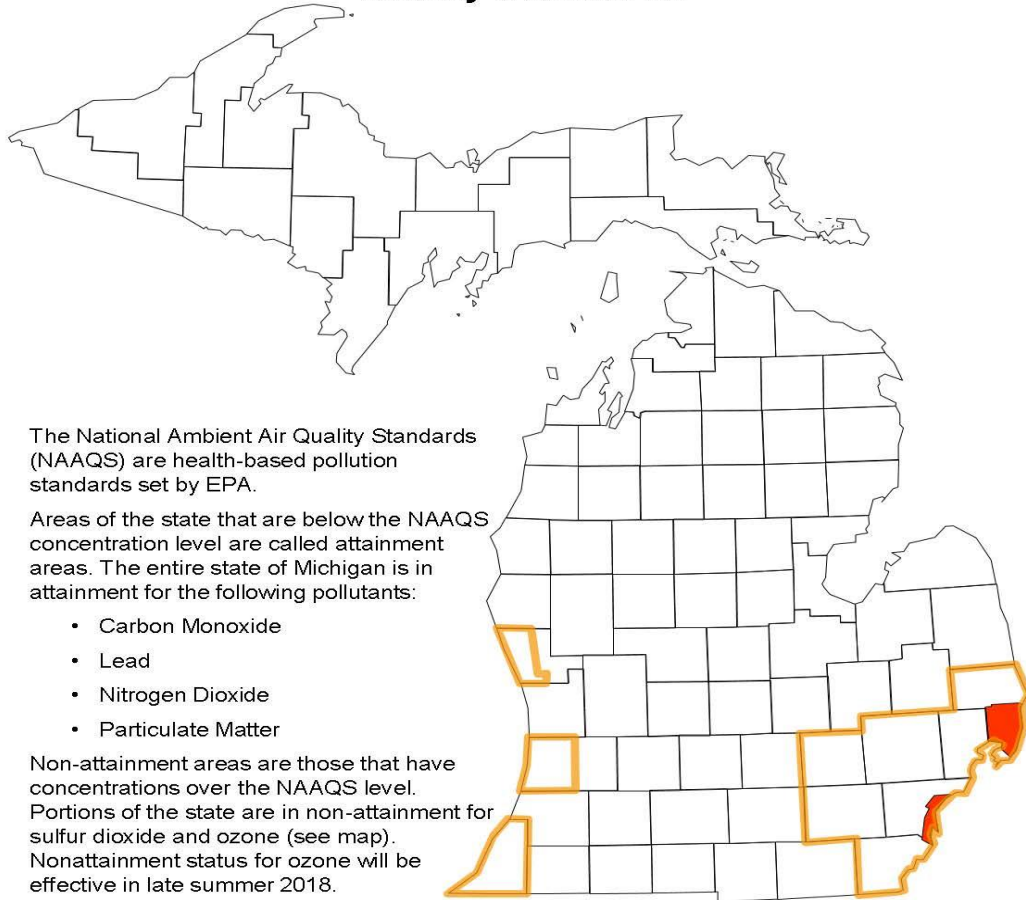 The National Ambient Air Quality Standards
(NAAQS) are health-based pollution
standards set by EPA.
Areas of the state that are below the NAAQS
concentration level are called attainment
areas. The entire state of Michigan is in
attainment for the following pollutants:
• Carbon Monoxide
• Lead
• Nitrogen Dioxide
• Particulate Matter
Non-attainment areas are those that have
concentrations over the NAAQS level.
Portions of the state are in non-attainment for
sulfur dioxide and ozone (see map).
Nonattainment status for ozone will be
effective in late summer 2018.